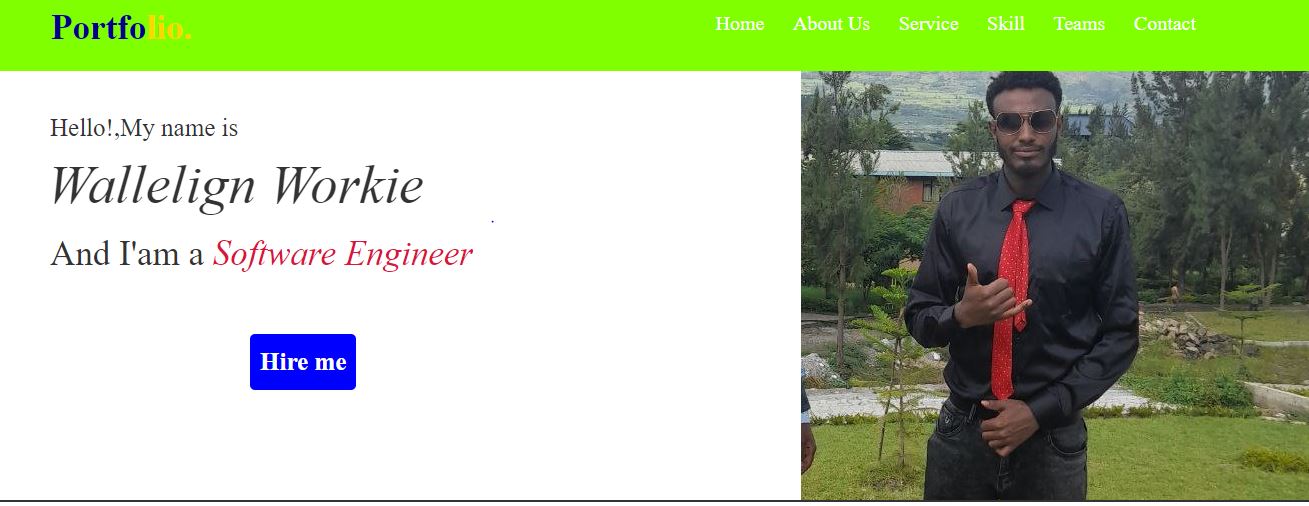 Portfolio.
Home About Us Service Skill Teams Contact
Hello!,My name is
Wallelign Workie
And I'am a Software Engineer
Hire me